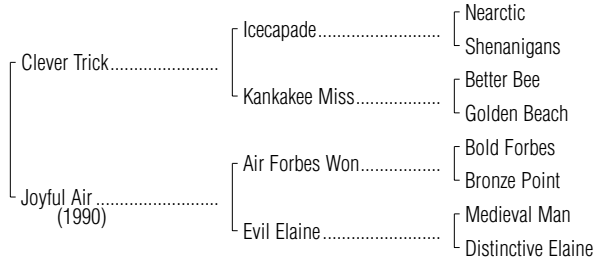 Nearctic
Icecapade..........................
Shenanigans
Clever Trick.......................
Better Bee
Kankakee Miss..................
Golden Beach
Bold Forbes
Air Forbes Won.................
Bronze Point
Joyful Air ..........................
(1990)
Medieval Man
Evil Elaine.........................
Distinctive Elaine